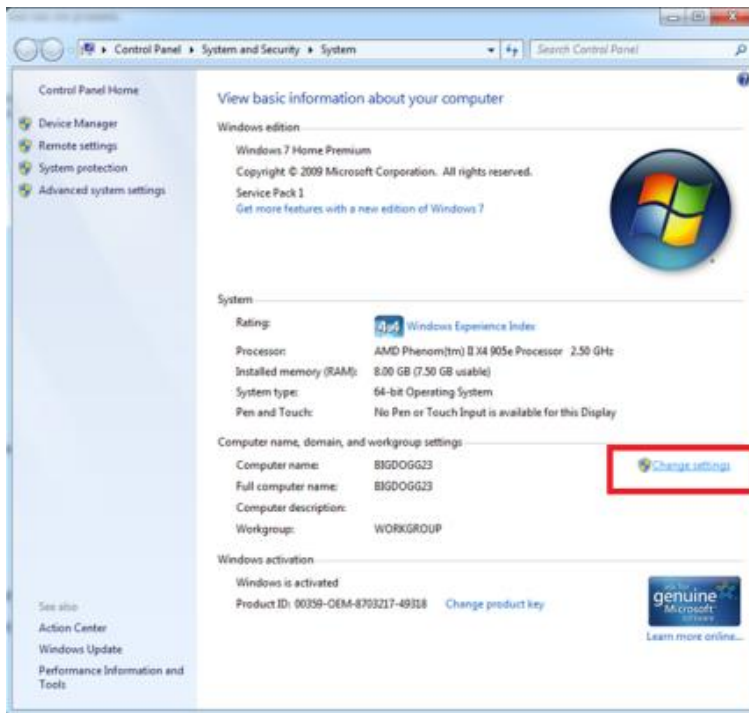 Control Panel ▸ System and Security ▸ System
Search Control Panel
Control Panel Home
Device Manager
Remote settings
System protection
Advanced system settings
See also
Action Center
Windows Update
Performance Information and
Tools
View basic information about your computer
Windows edition
Windows 7 Home Premium
Copyright © 2009 Microsoft Corporation. All rights reserved.
Service Pack 1
Get more features with a new edition of Windows 7
System
Rating:
4.4 Windows Experience Index
Processor: AMD Phenom(tm) II X4 905e Processor 2.50 GHz
Installed memory (RAM): 8.00 GB (7.50 GB usable)
System type: 64-bit Operating System
Pen and Touch: No Pen or Touch Input is available for this Display
Computer name, domain, and workgroup settings
Computer name: BIGDOGG23
Change settings
Full computer name: BIGDOGG23
Computer description:
Workgroup: WORKGROUP
Windows activation
Windows is activated
Product ID: 00359-OEM-8703217-49318 Change product key
ask for
genuine
Microsoft
software
Learn more online...